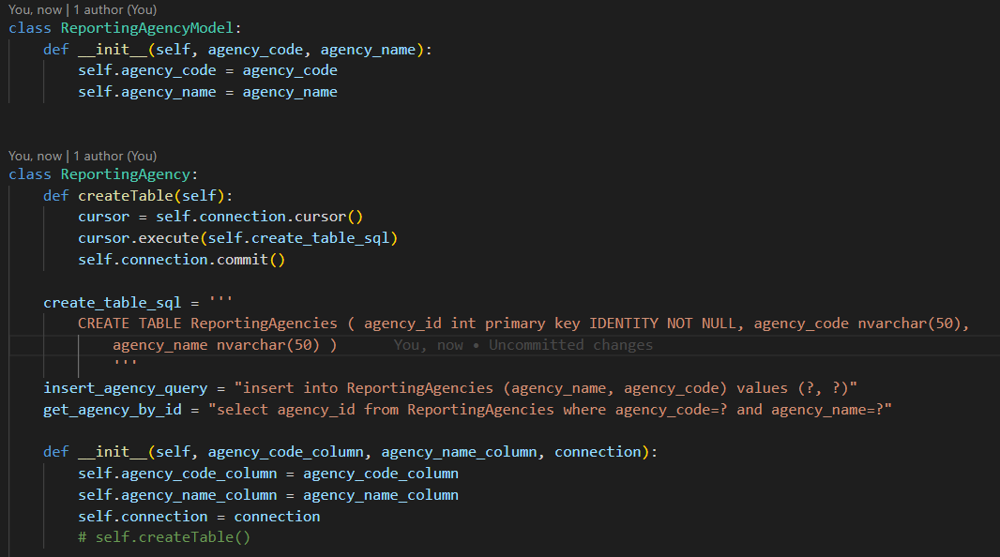 You, now | 1 author (You)
class ReportingAgencyModel:
    def __init__(self, agency_code, agency_name):
        self.agency_code = agency_code
        self.agency_name = agency_name
You, now | 1 author (You)
class ReportingAgency:
    def createTable(self):
        cursor = self.connection.cursor()
        cursor.execute(self.create_table_sql)
        self.connection.commit()
    create_table_sql = '''
        CREATE TABLE ReportingAgencies ( agency_id int primary key IDENTITY NOT NULL, agency_code nvarchar(50),
            agency_name nvarchar(50) )      You, now • Uncommitted changes
            '''
    insert_agency_query = "insert into ReportingAgencies (agency_name, agency_code) values (?, ?)"
    get_agency_by_id = "select agency_id from ReportingAgencies where agency_code=? and agency_name=?"
    def __init__(self, agency_code_column, agency_name_column, connection):
        self.agency_code_column = agency_code_column
        self.agency_name_column = agency_name_column
        self.connection = connection
        # self.createTable()